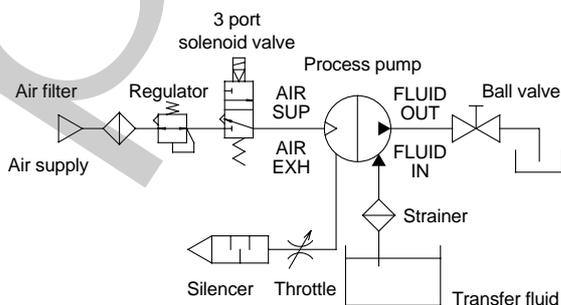 3 port
solenoid valve
Process pump
Air filter
Regulator
AIR
SUP
FLUID
OUT
Ball valve
Air supply
AIR
EXH
FLUID
IN
Strainer
Silencer
Throttle
Transfer fluid